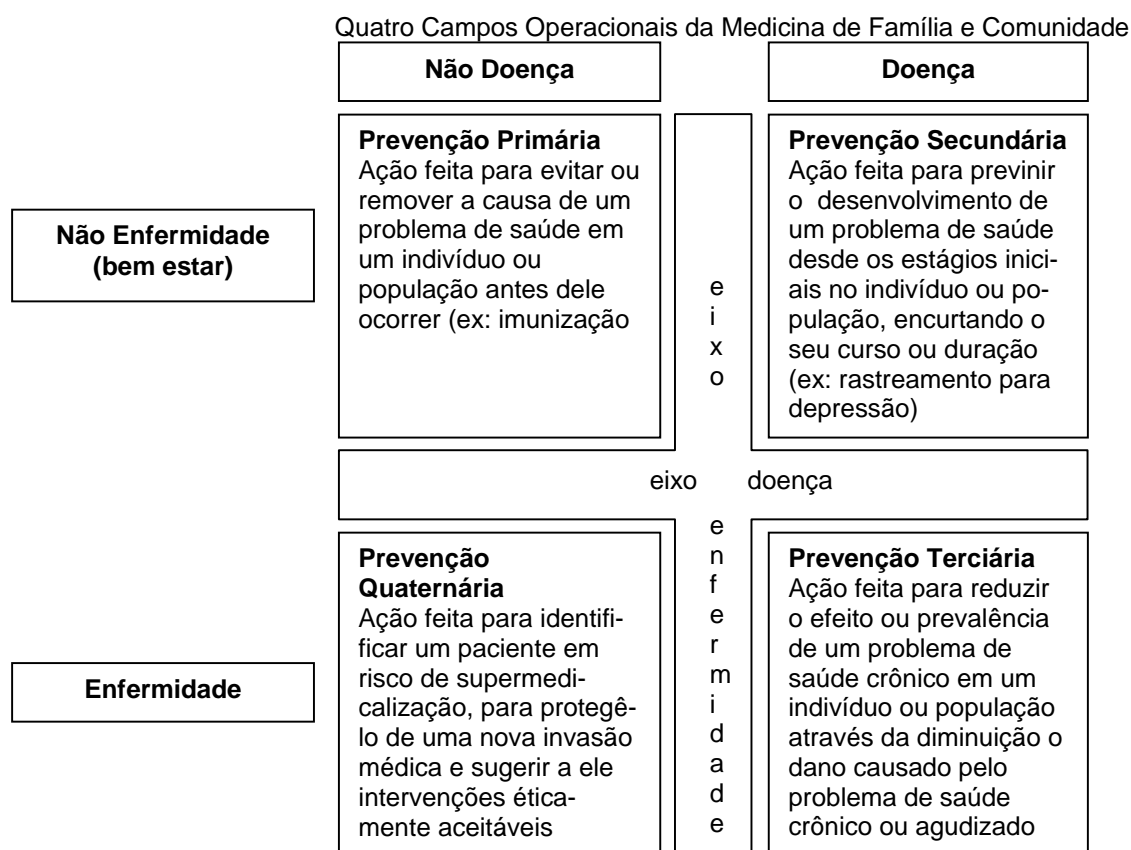 Quatro Campos Operacionais da Medicina de Família e Comunidade
Não Doença
Doença
Não Enfermidade
(bem estar)
Prevenção Primária
Ação feita para evitar ou
remover a causa de um
problema de saúde em
um indivíduo ou
população antes dele
ocorrer (ex: imunização
e
i
x
o
Prevenção Secundária
Ação feita para previnir
o desenvolvimento de
um problema de saúde
desde os estágios inici-
ais no indivíduo ou po-
pulação, encurtando o
seu curso ou duração
(ex: rastreamento para
depressão)
eixo doença
Enfermidade
Prevenção
Quaternária
Ação feita para identifi-
ficar um paciente em
risco de supermedi-
calização, para protegê-
lo de uma nova invasão
médica e sugerir a ele
intervenções ética-
mente aceitáveis
e
n
f
e
r
m
i
d
a
d
e
Prevenção Terciária
Ação feita para reduzir
o efeito ou prevalência
de um problema de
saúde crônico em um
indivíduo ou população
através da diminuição o
dano causado pelo
problema de saúde
crônico ou agudizado